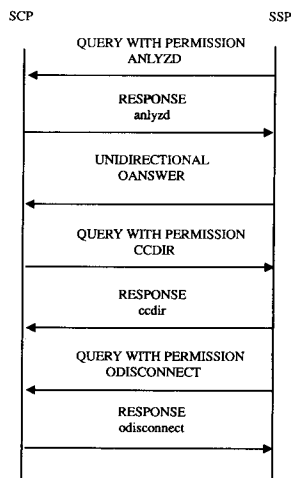 SCP SSP
QUERY WITH PERMISSION
ANLYZD
RESPONSE
anlyzd
UNIDIRECTIONAL
OANSWER
QUERY WITH PERMISSION
CCDIR
RESPONSE
ccdir
QUERY WITH PERMISSION
ODISCONNECT
RESPONSE
odisconnect